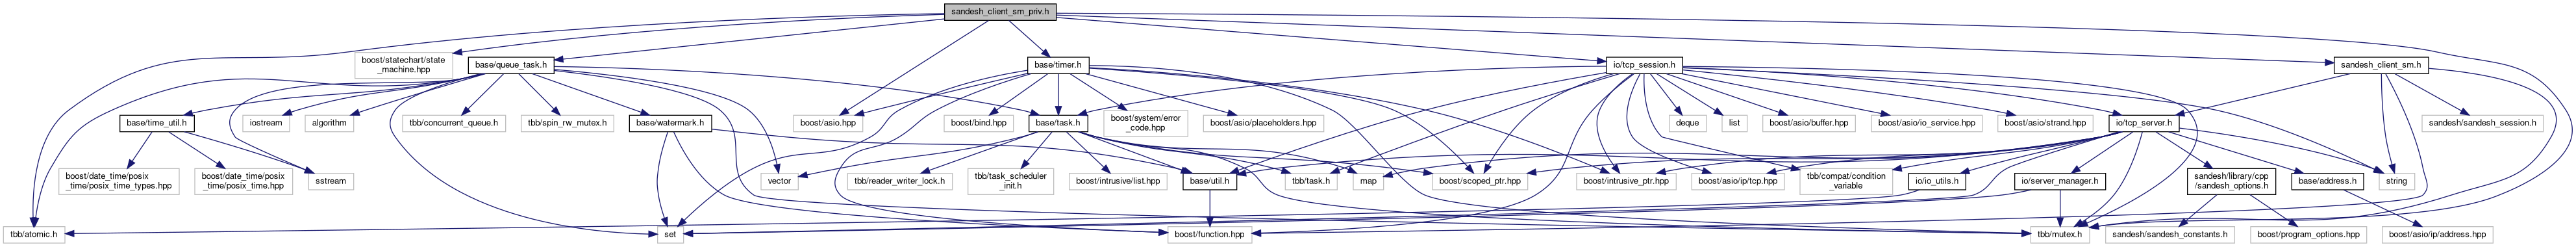 sandesh_client_sm_priv.h
boost/statechart/state
_machine.hpp
base/queue_task.h
base/timer.h
io/tcp_session.h
sandesh_client_sm.h
base/time_util.h
iostream
algorithm
tbb/concurrent_queue.h
tbb/spin_rw_mutex.h
base/watermark.h
boost/asio.hpp
boost/bind.hpp
base/task.h
boost/system/error
_code.hpp
boost/asio/placeholders.hpp
deque
list
boost/asio/buffer.hpp
boost/asio/io_service.hpp
boost/asio/strand.hpp
io/tcp_server.h
sandesh/sandesh_session.h
boost/date_time/posix
_time/posix_time_types.hpp
boost/date_time/posix
_time/posix_time.hpp
sstream
vector
tbb/reader_writer_lock.h
tbb/task_scheduler
_init.h
boost/intrusive/list.hpp
base/util.h
tbb/task.h
map
boost/scoped_ptr.hpp
boost/intrusive_ptr.hpp
boost/asio/ip/tcp.hpp
tbb/compat/condition
_variable
io/io_utils.h
io/server_manager.h
sandesh/library/cpp
/sandesh_options.h
base/address.h
string
tbb/atomic.h
set
boost/function.hpp
tbb/mutex.h
sandesh/sandesh_constants.h
boost/program_options.hpp
boost/asio/ip/address.hpp